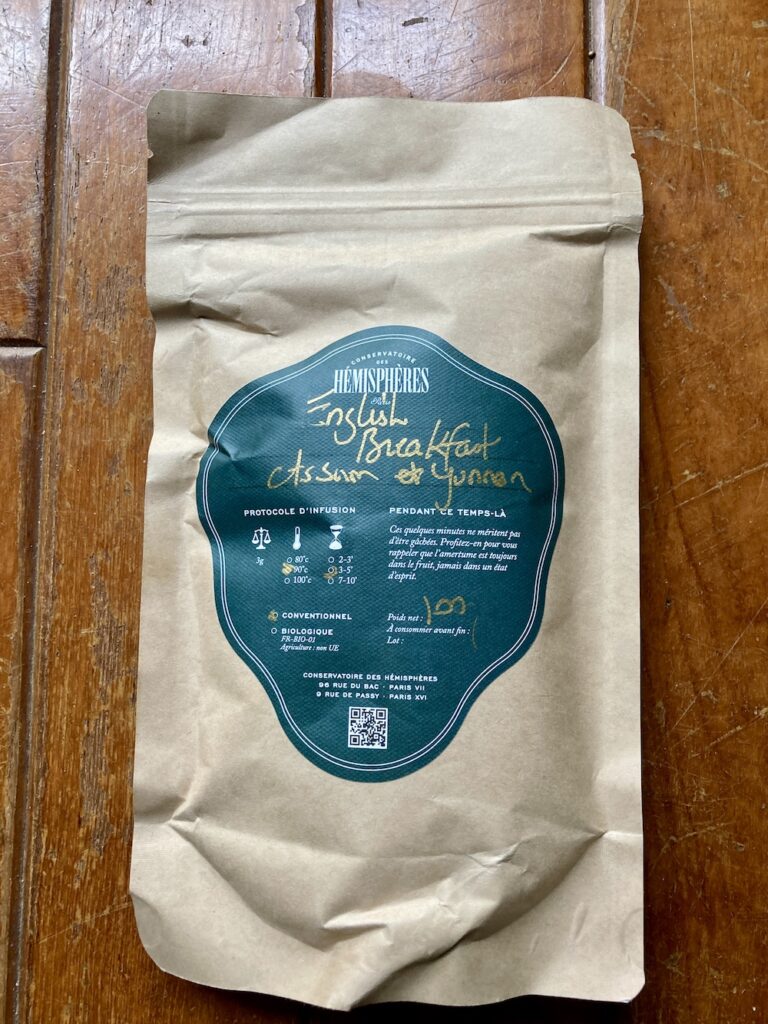 CONSERVATOIRE
DES
HÉMISPHÈRES
Paris
English
Breakfast
Assam et Yunnan
PROTOCOLE D'INFUSION
3g
80°c
90°c
100°c
2-3'
3-5'
7-10'
CONVENTIONNEL
BIOLOGIQUE
FR-BIO-01
Agriculture : non UE
PENDANT CE TEMPS-LÀ
Ces quelques minutes ne méritent pas
d'être gâchées. Profitez-en pour vous
rappeler que l'amertume est toujours
dans le fruit, jamais dans un état
d'esprit.
Poids net : 100
À consommer avant fin :
Lot :
CONSERVATOIRE DES HÉMISPHÈRES
96 RUE DU BAC · PARIS VII
9 RUE DE PASSY · PARIS XVI